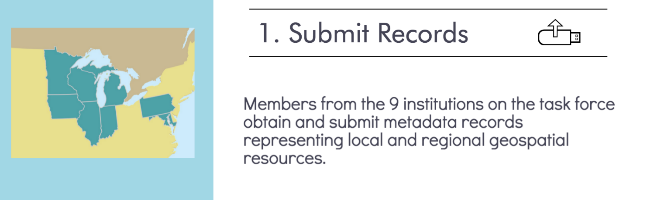 1. Submit Records
Members from the 9 institutions on the task force
obtain and submit metadata records
representing local and regional geospatial
resources.